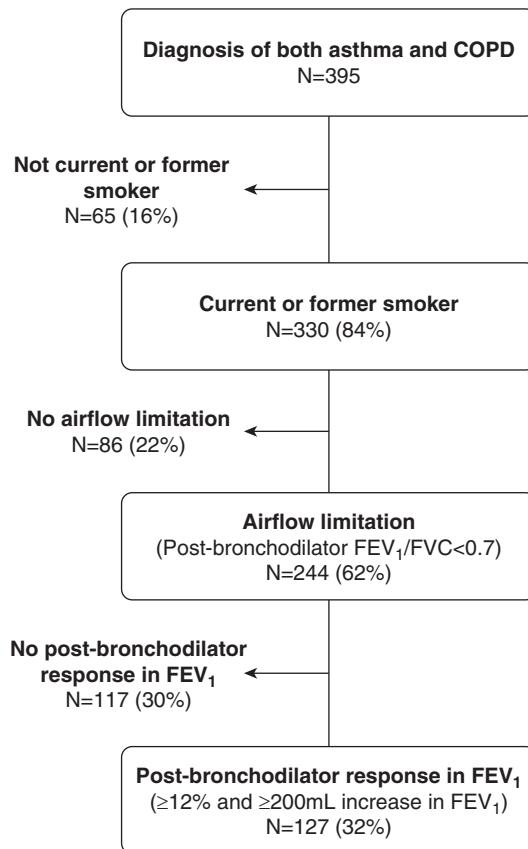 Diagnosis of both asthma and COPD
N=395
Not current or former
smoker
N=65 (16%)
Current or former smoker
N=330 (84%)
No airflow limitation
N=86 (22%)
Airflow limitation
(Post-bronchodilator FEV₁/FVC<0.7)
N=244 (62%)
No post-bronchodilator
response in FEV₁
N=117 (30%)
Post-bronchodilator response in FEV₁
(≥12% and ≥200mL increase in FEV₁)
N=127 (32%)